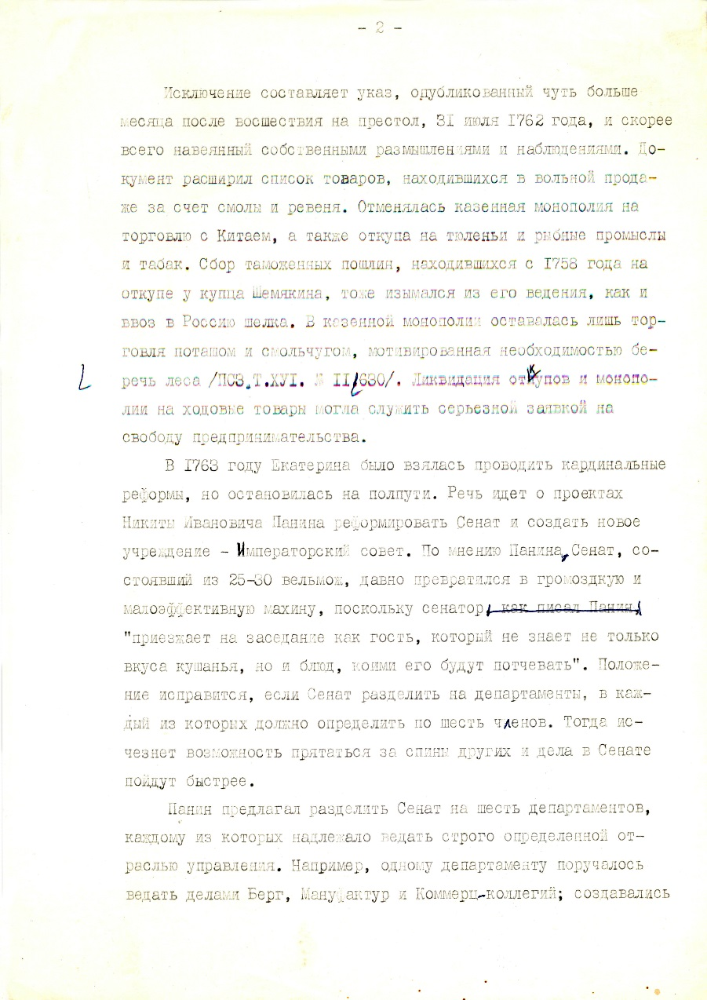 - 2 -
Исключение составляет указ, опубликованный чуть больше
месяца после восшествия на престол, 31 июля 1762 года, и скорее
всего навеянный собственными размышлениями и наблюдениями. До-
кумент расширил список товаров, находившихся в вольной прода-
же за счет смолы и ревеня. Отменялась казенная монополия на
торговлю с Китаем, а также откупа на тюленьи и рыбные промыслы
и табак. Сбор таможенных пошлин, находившихся с 1758 года на
откупе у купца Шемякина, тоже изымался из его ведения, как и
ввоз в Россию шелка. В казенной монополии оставалась лишь тор-
говля поташом и смольчугом, мотивированная необходимостью бе-
речь леса /ПСЗ.Т.ХУI. № II/630/. Ликвидация откупов и монопо-
лии на ходовые товары могла служить серьезной заявкой на
свободу предпринимательства.
В 1763 году Екатерина было взялась проводить кардинальные
реформы, но остановилась на полпути. Речь идет о проектах
Никиты Ивановича Панина реформировать Сенат и создать новое
учреждение - Императорский совет. По мнению Панина, Сенат, со-
стоявший из 25-30 вельмож, давно превратился в громоздкую и
малоэффективную махину, поскольку сенатор, как писал Панин,
"приезжает на заседание как гость, который не знает не только
вкуса кушанья, но и блюд, коими его будут потчевать". Положе-
ние исправится, если Сенат разделить на департаменты, в каж-
дый из которых должно определить по шесть членов. Тогда ис-
чезнет возможность прятаться за спины других и дела в Сенате
пойдут быстрее.
Панин предлагал разделить Сенат на шесть департаментов,
каждому из которых надлежало ведать строго определенной от-
раслью управления. Например, одному департаменту поручалось
ведать делами Берг, Мануфактур и Коммерц-коллегий; создавались